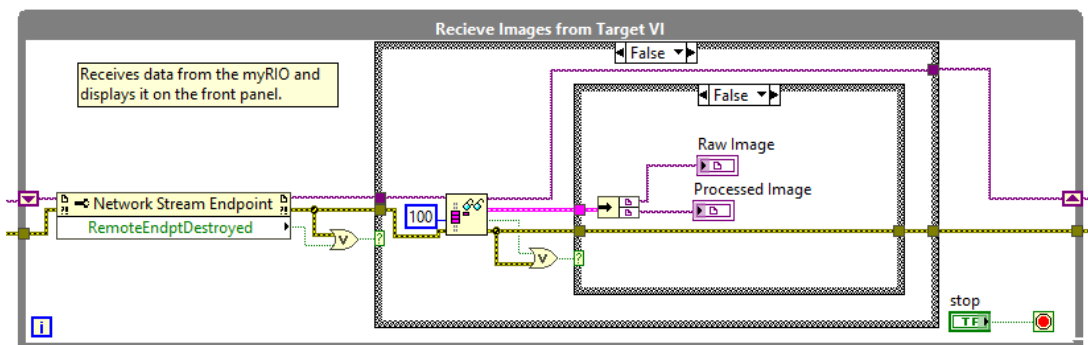 Recieve Images from Target VI
False
Receives data from the myRIO and
displays it on the front panel.
False
Raw Image
Processed Image
Network Stream Endpoint
RemoteEndptDestroyed
100
V
?
V
?
stop
TF
i